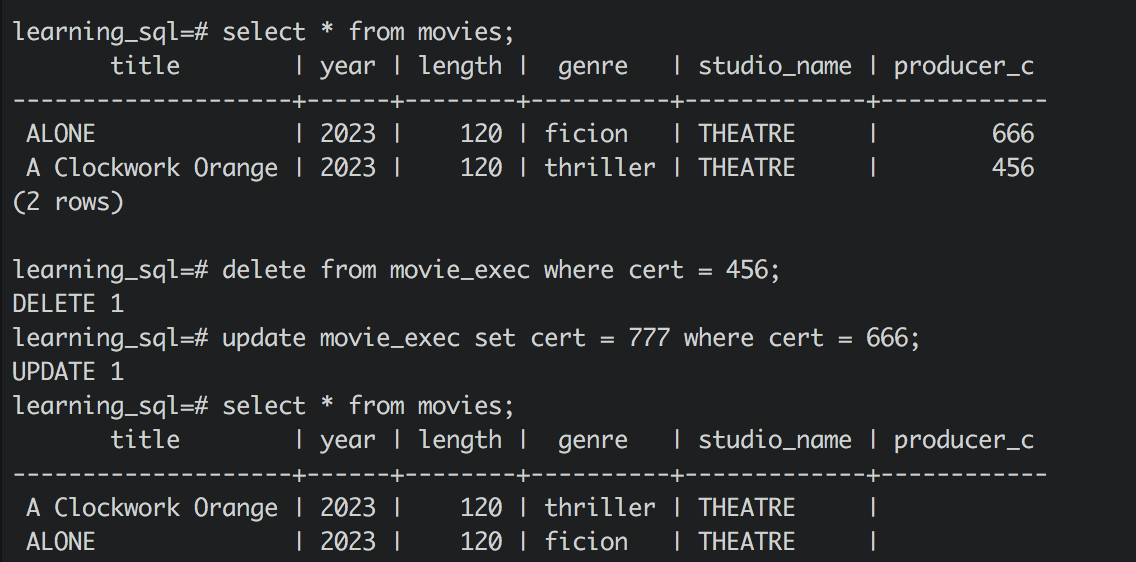 learning_sql=# select * from movies;
       title        | year | length |  genre   | studio_name | producer_c
--------------------+------+--------+----------+-------------+------------
 ALONE              | 2023 |    120 | ficion   | THEATRE     |        666
 A Clockwork Orange | 2023 |    120 | thriller | THEATRE     |        456
(2 rows)

learning_sql=# delete from movie_exec where cert = 456;
DELETE 1
learning_sql=# update movie_exec set cert = 777 where cert = 666;
UPDATE 1
learning_sql=# select * from movies;
       title        | year | length |  genre   | studio_name | producer_c
--------------------+------+--------+----------+-------------+------------
 A Clockwork Orange | 2023 |    120 | thriller | THEATRE     |
 ALONE              | 2023 |    120 | ficion   | THEATRE     |